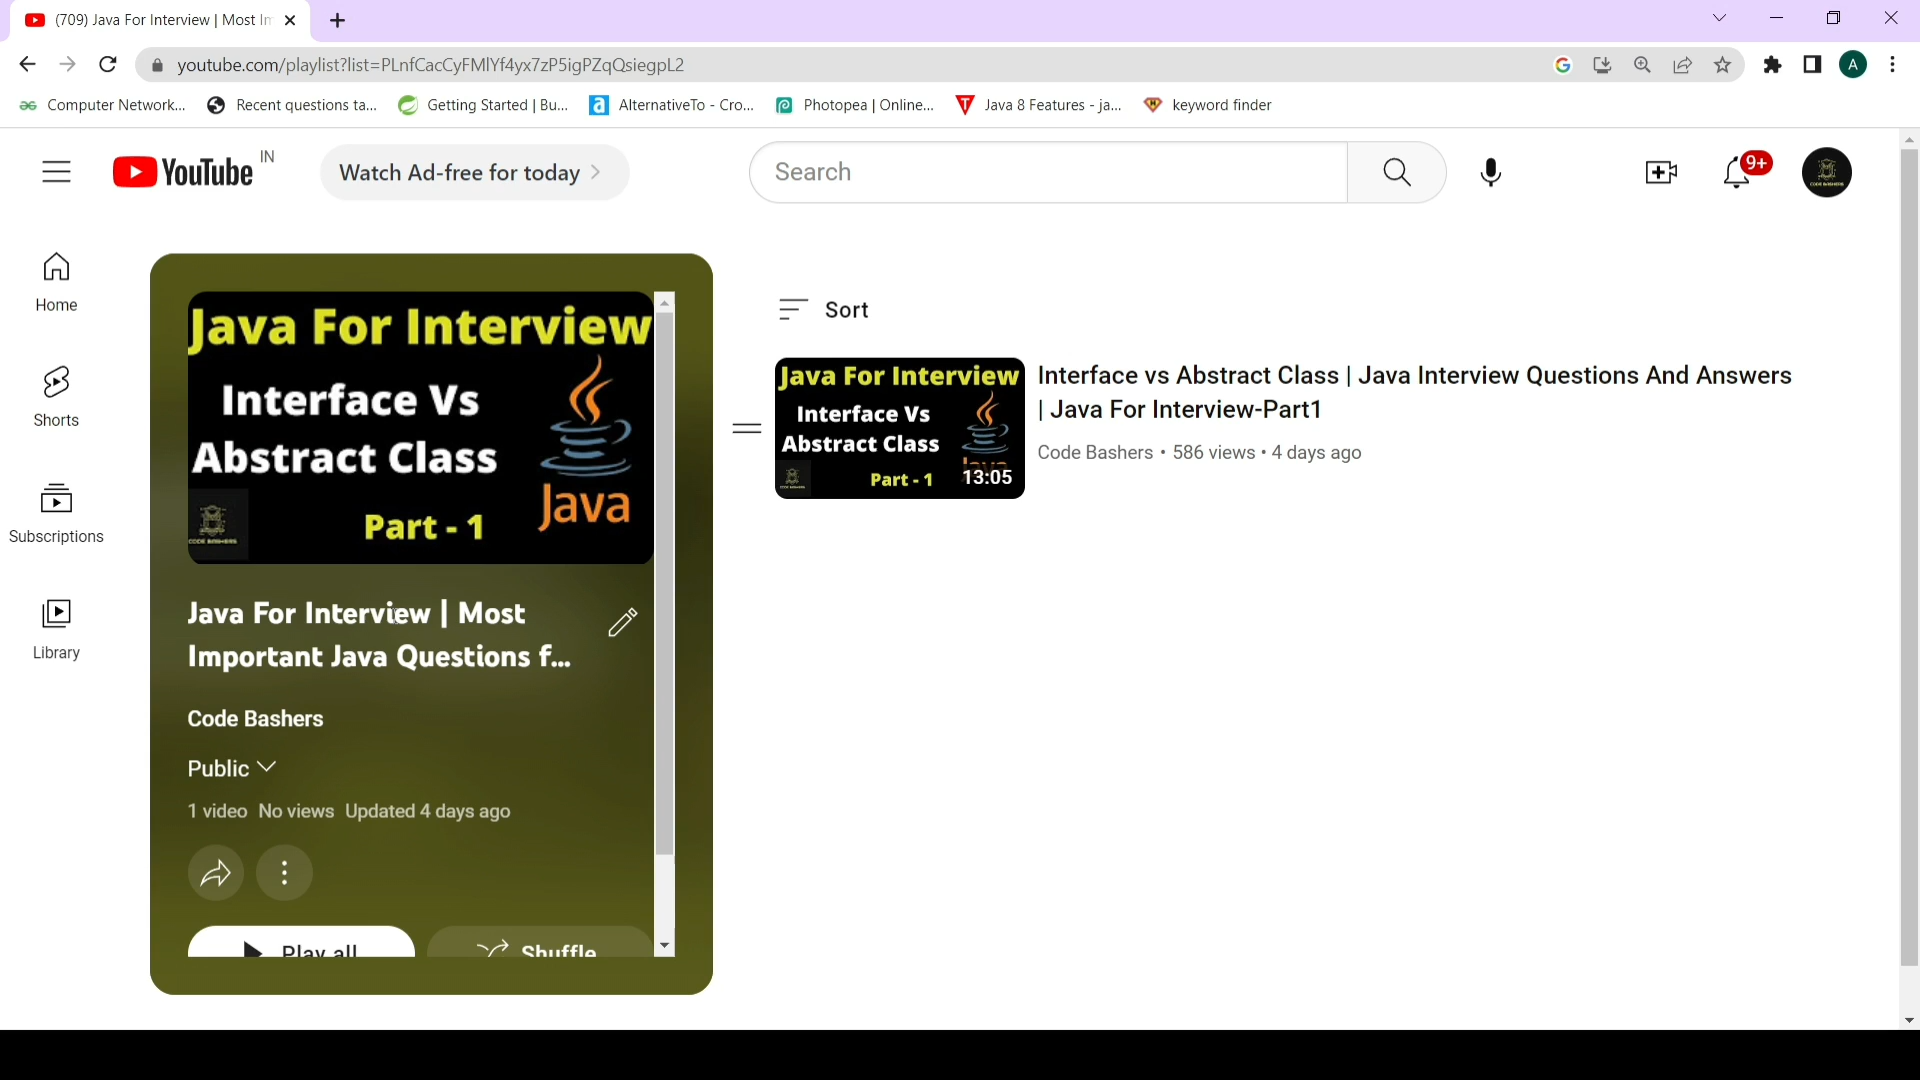 (709) Java For Interview | Most In
youtube.com/playlist?list=PLnfCacCyFMlYf4yx7zP5igPZqQsiegpL2
A
Computer Network...
Recent questions ta...
Getting Started | Bu...
AlternativeTo - Cro...
Photopea | Online...
Java 8 Features - ja...
keyword finder
YouTube IN
Watch Ad-free for today
Search
9+
Home
Shorts
Subscriptions
Library
Java For Interview
Interface Vs
Abstract Class
Java
Part - 1
CODE BASHERS
Java For Interview | Most
Important Java Questions f...
Code Bashers
Public
1 video No views Updated 4 days ago
Play all
Shuffle
Sort
Java For Interview
Interface Vs
Abstract Class
Part - 1
Java
13:05
Interface vs Abstract Class | Java Interview Questions And Answers
| Java For Interview-Part1
Code Bashers • 586 views • 4 days ago